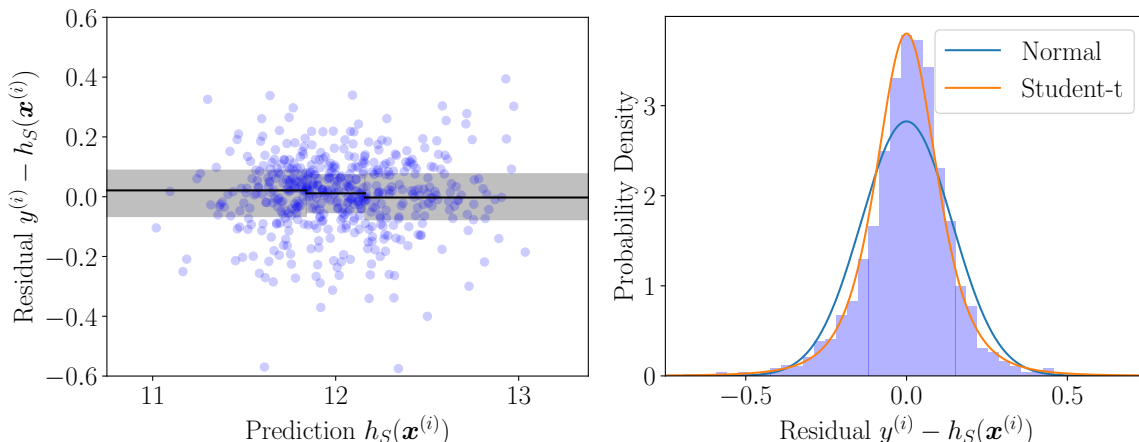 0.6
0.4
0.2
0.0
−0.2
−0.4
−0.6
Residual y^{(i)} − h_S(x^{(i)})
11
12
13
Prediction h_S(x^{(i)})
Normal
Student-t
3
2
1
0
Probability Density
−0.5
0.0
0.5
Residual y^{(i)} − h_S(x^{(i)})